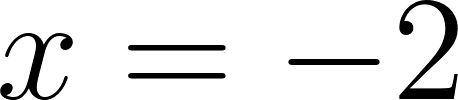 x = −2